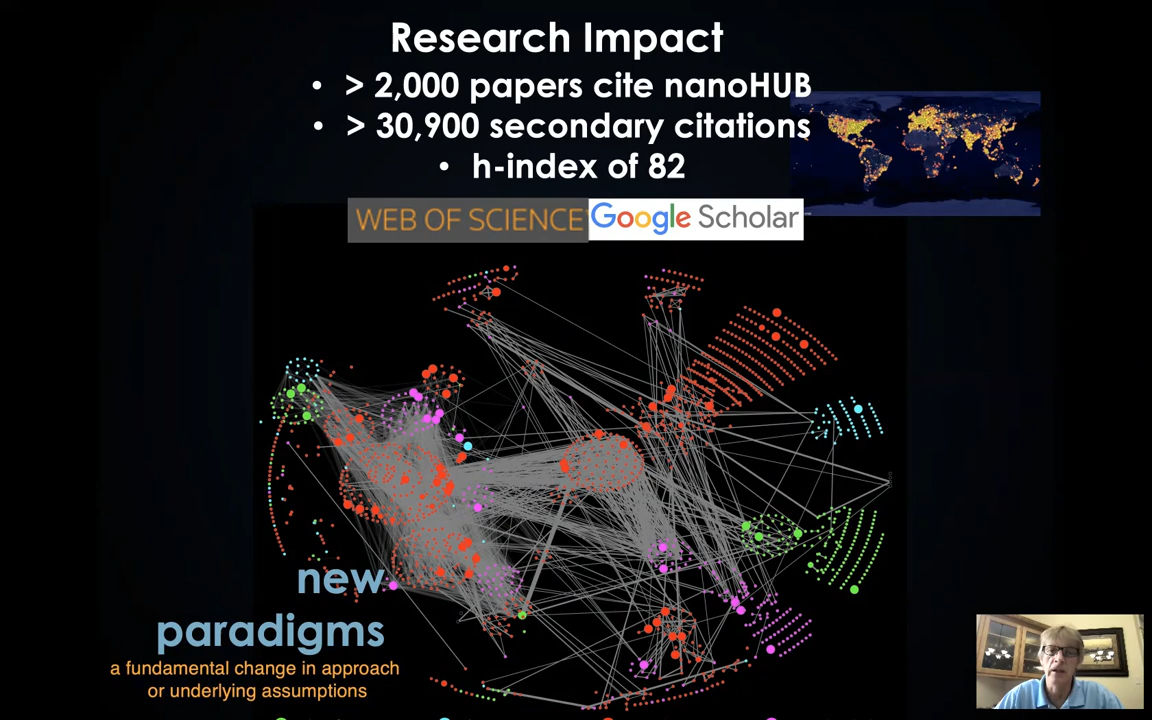 Research Impact
• > 2,000 papers cite nanoHUB
• > 30,900 secondary citations
• h-index of 82
WEB OF SCIENCE
Google Scholar
new
paradigms
a fundamental change in approach
or underlying assumptions